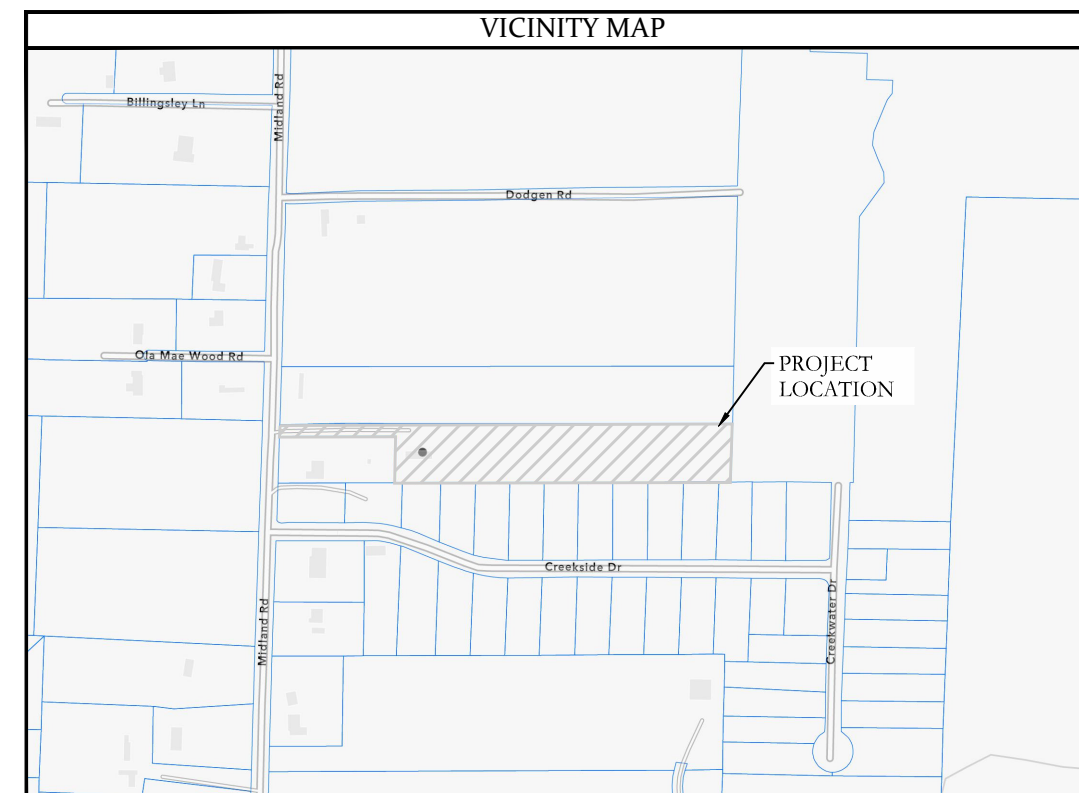 VICINITY MAP
Midland Rd
Billingsley Ln
Dodgen Rd
Ola Mae Wood Rd
PROJECT
LOCATION
Creekside Dr
Midland Rd
Creekwater Dr